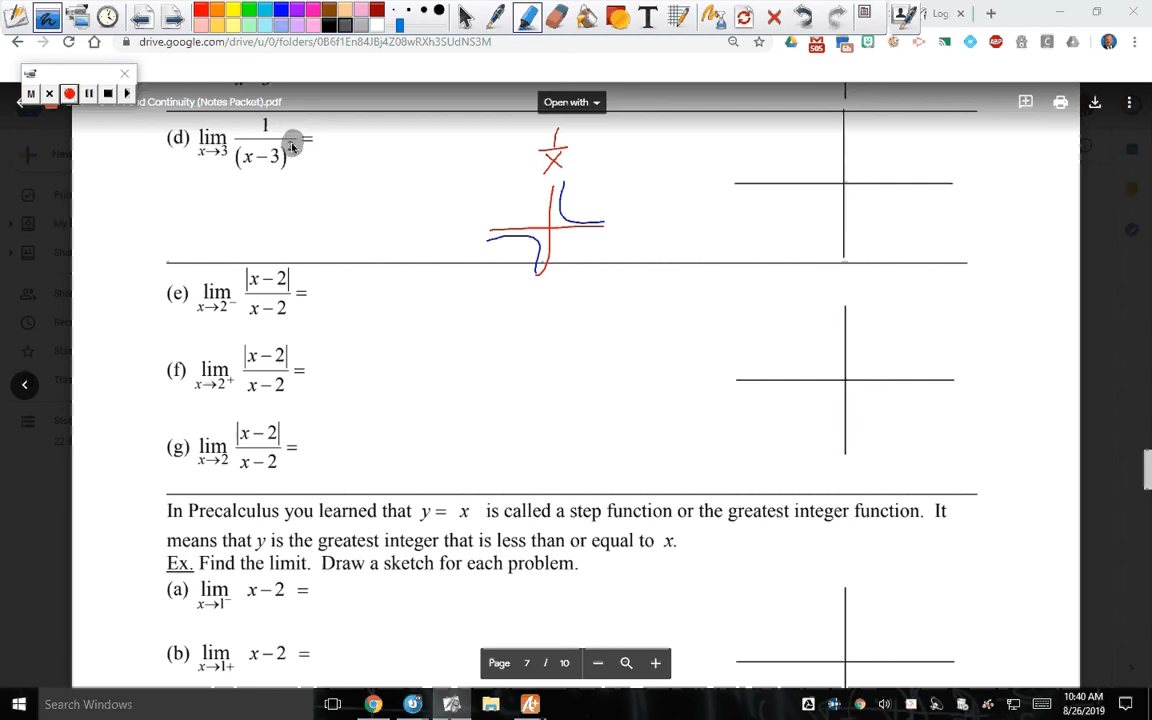 Log
drive.google.com/drive/u/0/folders/0B6f1En84JBj4Z08wRXh3SUdNS3M
M
nd Continuity (Notes Packet).pdf
Open with
(d) lim x→3 1/(x−3) =
1/x
(e) lim x→2⁻ |x−2|/(x−2) =
(f) lim x→2⁺ |x−2|/(x−2) =
(g) lim x→2 |x−2|/(x−2) =
In Precalculus you learned that y = x is called a step function or the greatest integer function. It
means that y is the greatest integer that is less than or equal to x.
Ex. Find the limit. Draw a sketch for each problem.
(a) lim x→1⁻ x−2 =
(b) lim x→1+ x−2 =
Page 7 / 10
Search Windows
10:40 AM
8/26/2019